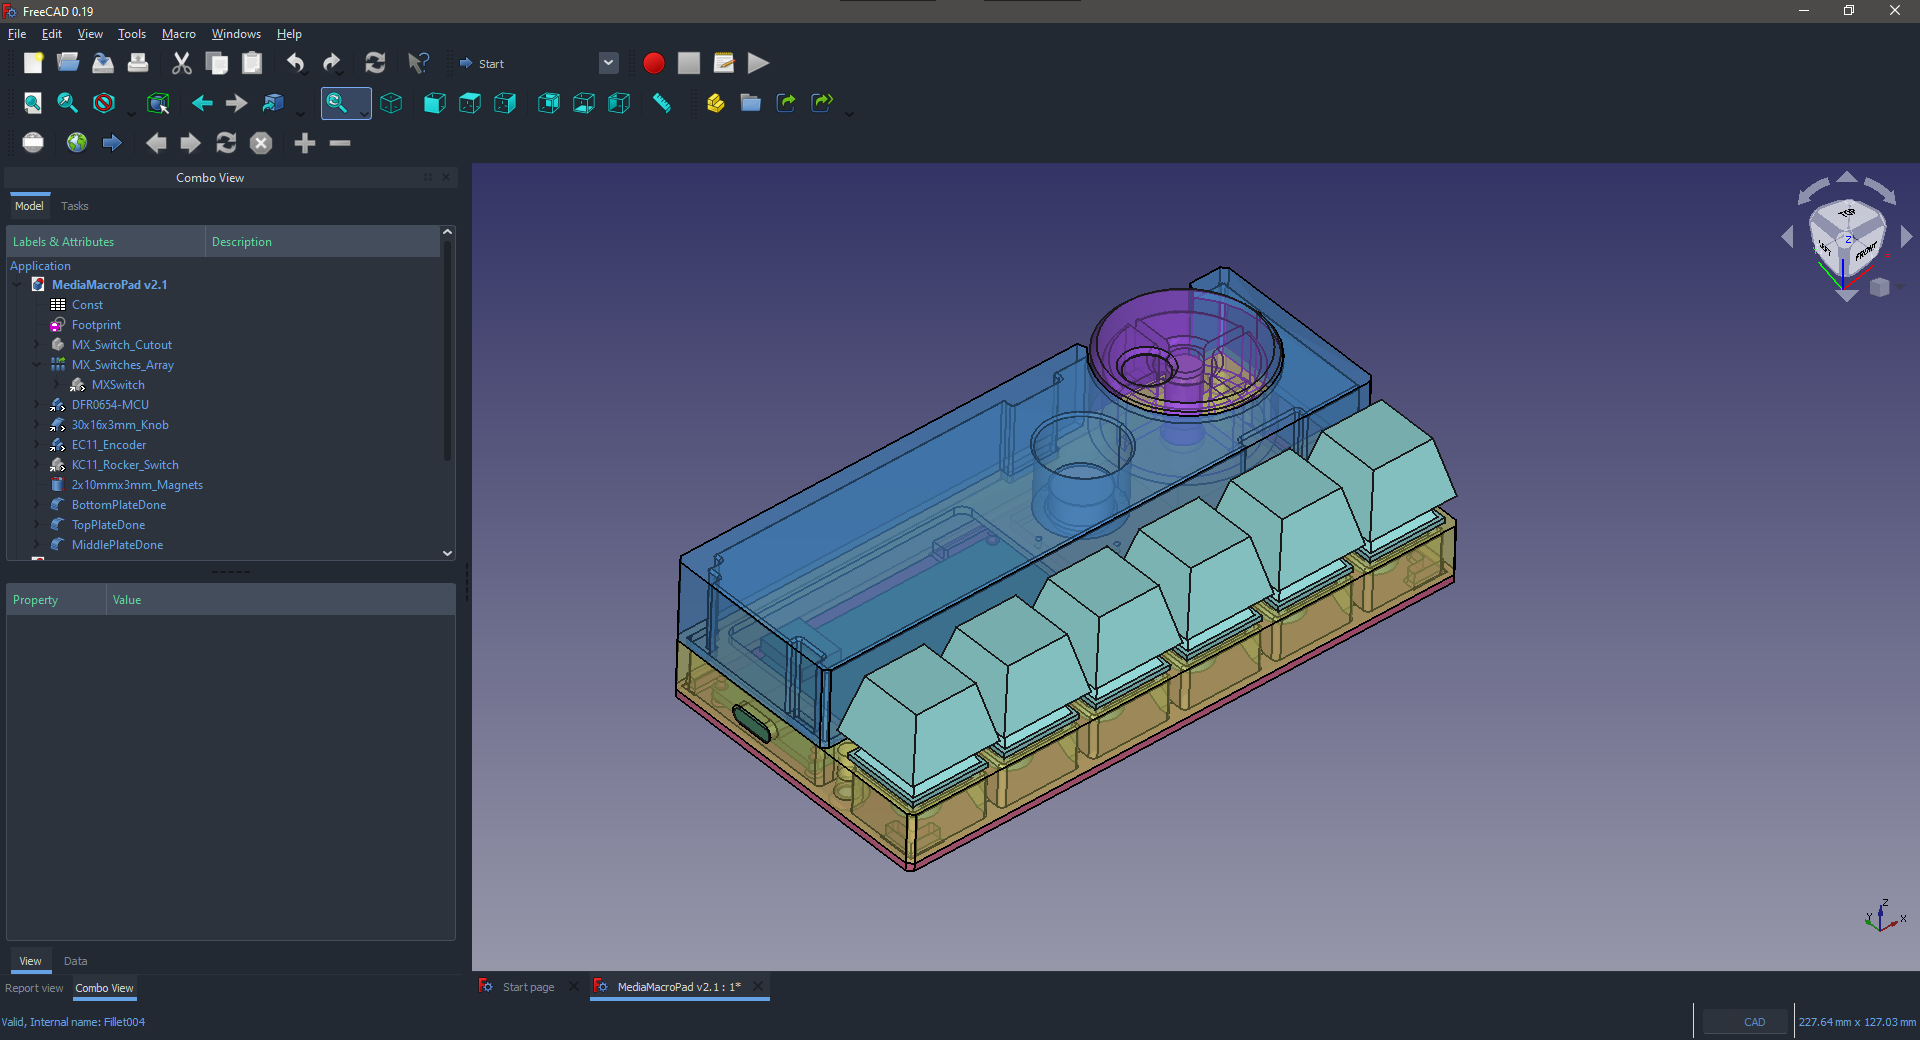 FreeCAD 0.19
File Edit View Tools Macro Windows Help
Start
Combo View
Model Tasks
Labels & Attributes Description
Application
MediaMacroPad v2.1
Const
Footprint
MX_Switch_Cutout
MX_Switches_Array
MXSwitch
DFR0654-MCU
30x16x3mm_Knob
EC11_Encoder
KC11_Rocker_Switch
2x10mmx3mm_Magnets
BottomPlateDone
TopPlateDone
MiddlePlateDone
Property Value
View Data
Report view Combo View
Valid, Internal name: Fillet004
TOP
FRONT
Z
Z
Y
X
Start page MediaMacroPad v2.1 : 1*
CAD 227.64 mm x 127.03 mm